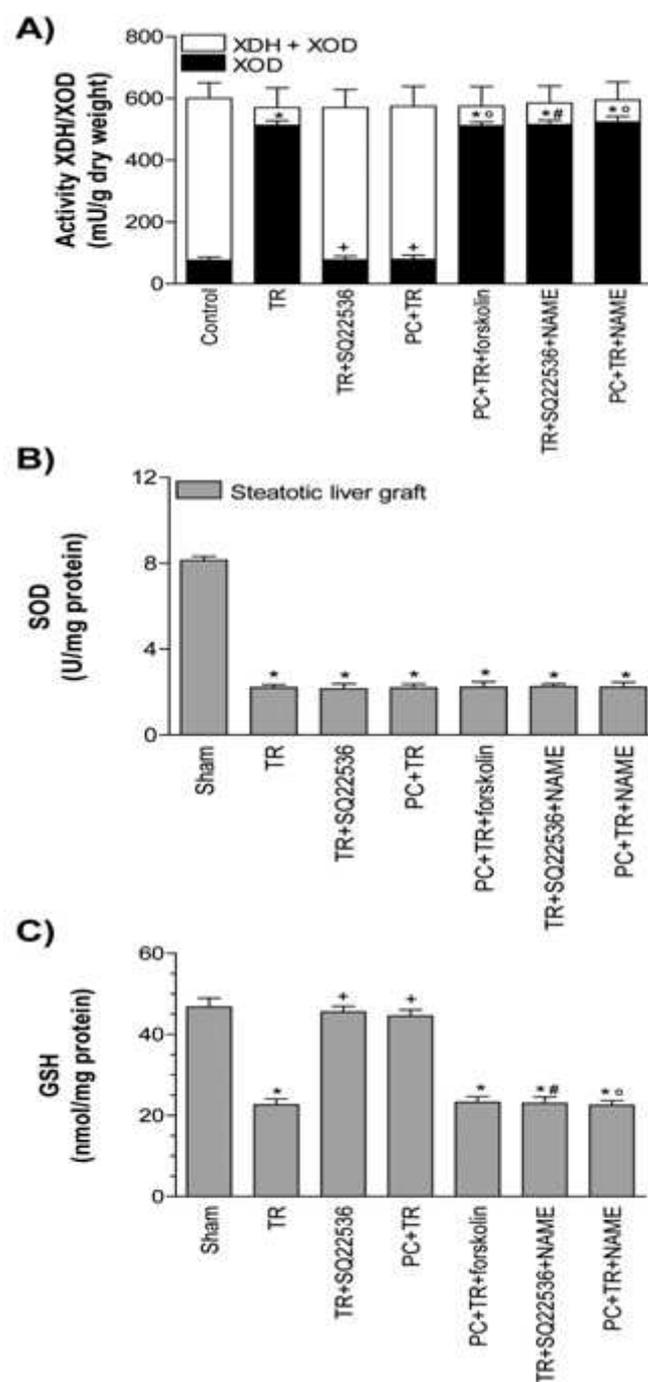 A)
800
600
400
200
0
Activity XDH/XOD
(mU/g dry weight)
XDH + XOD
XOD
*
+
+
*°
*#
*°
Control
TR
TR+SQ22536
PC+TR
PC+TR+forskolin
TR+SQ22536+NAME
PC+TR+NAME
B)
12
8
4
0
SOD
(U/mg protein)
Steatotic liver graft
*
*
*
*
*
*
Sham
TR
TR+SQ22536
PC+TR
PC+TR+forskolin
TR+SQ22536+NAME
PC+TR+NAME
C)
60
40
20
0
GSH
(nmol/mg protein)
*
+
+
*
*#
*°
Sham
TR
TR+SQ22536
PC+TR
PC+TR+forskolin
TR+SQ22536+NAME
PC+TR+NAME